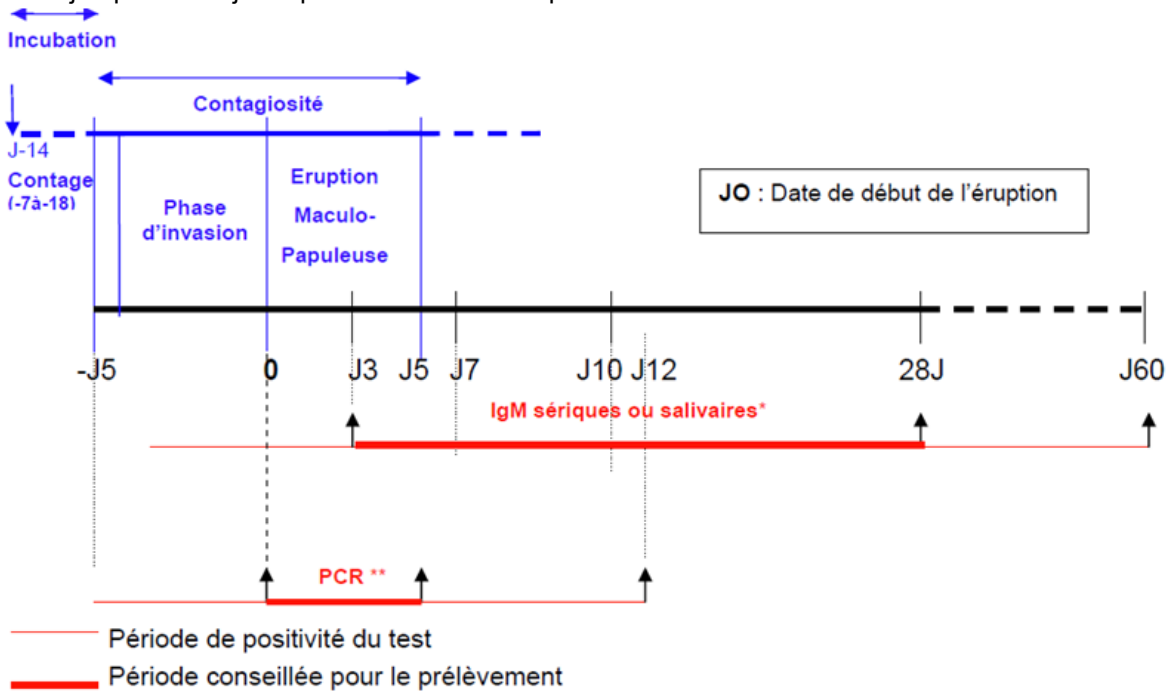 Incubation
Contagiosité
J-14
Contage
(-7à-18)
Phase
d'invasion
Eruption
Maculo-
Papuleuse
JO : Date de début de l'éruption
-J5 0 J3 J5 J7 J10 J12 28J J60
IgM sériques ou salivaires*
PCR **
Période de positivité du test
Période conseillée pour le prélèvement